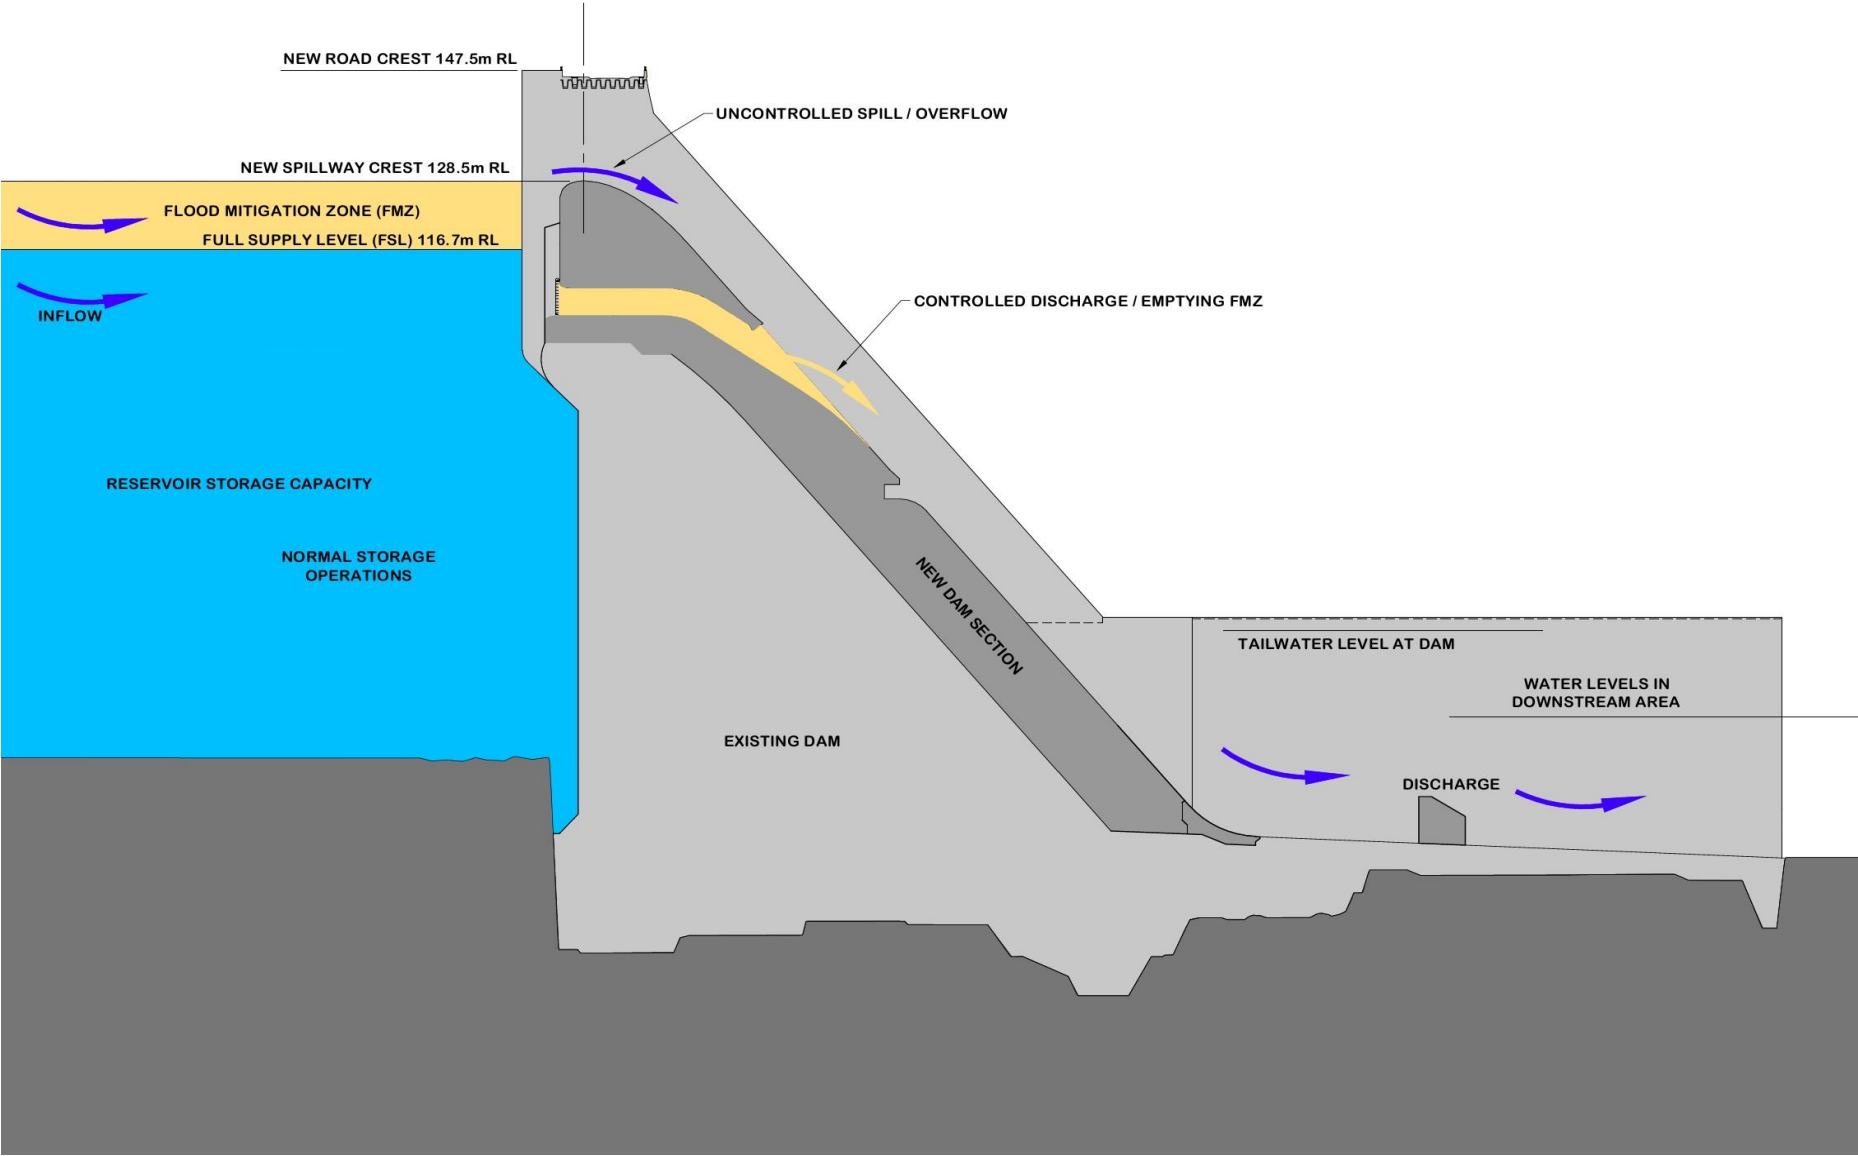 NEW ROAD CREST 147.5m RL
UNCONTROLLED SPILL / OVERFLOW
NEW SPILLWAY CREST 128.5m RL
FLOOD MITIGATION ZONE (FMZ)
FULL SUPPLY LEVEL (FSL) 116.7m RL
CONTROLLED DISCHARGE / EMPTYING FMZ
INFLOW
RESERVOIR STORAGE CAPACITY
NORMAL STORAGE
OPERATIONS
NEW DAM SECTION
TAILWATER LEVEL AT DAM
WATER LEVELS IN
DOWNSTREAM AREA
EXISTING DAM
DISCHARGE